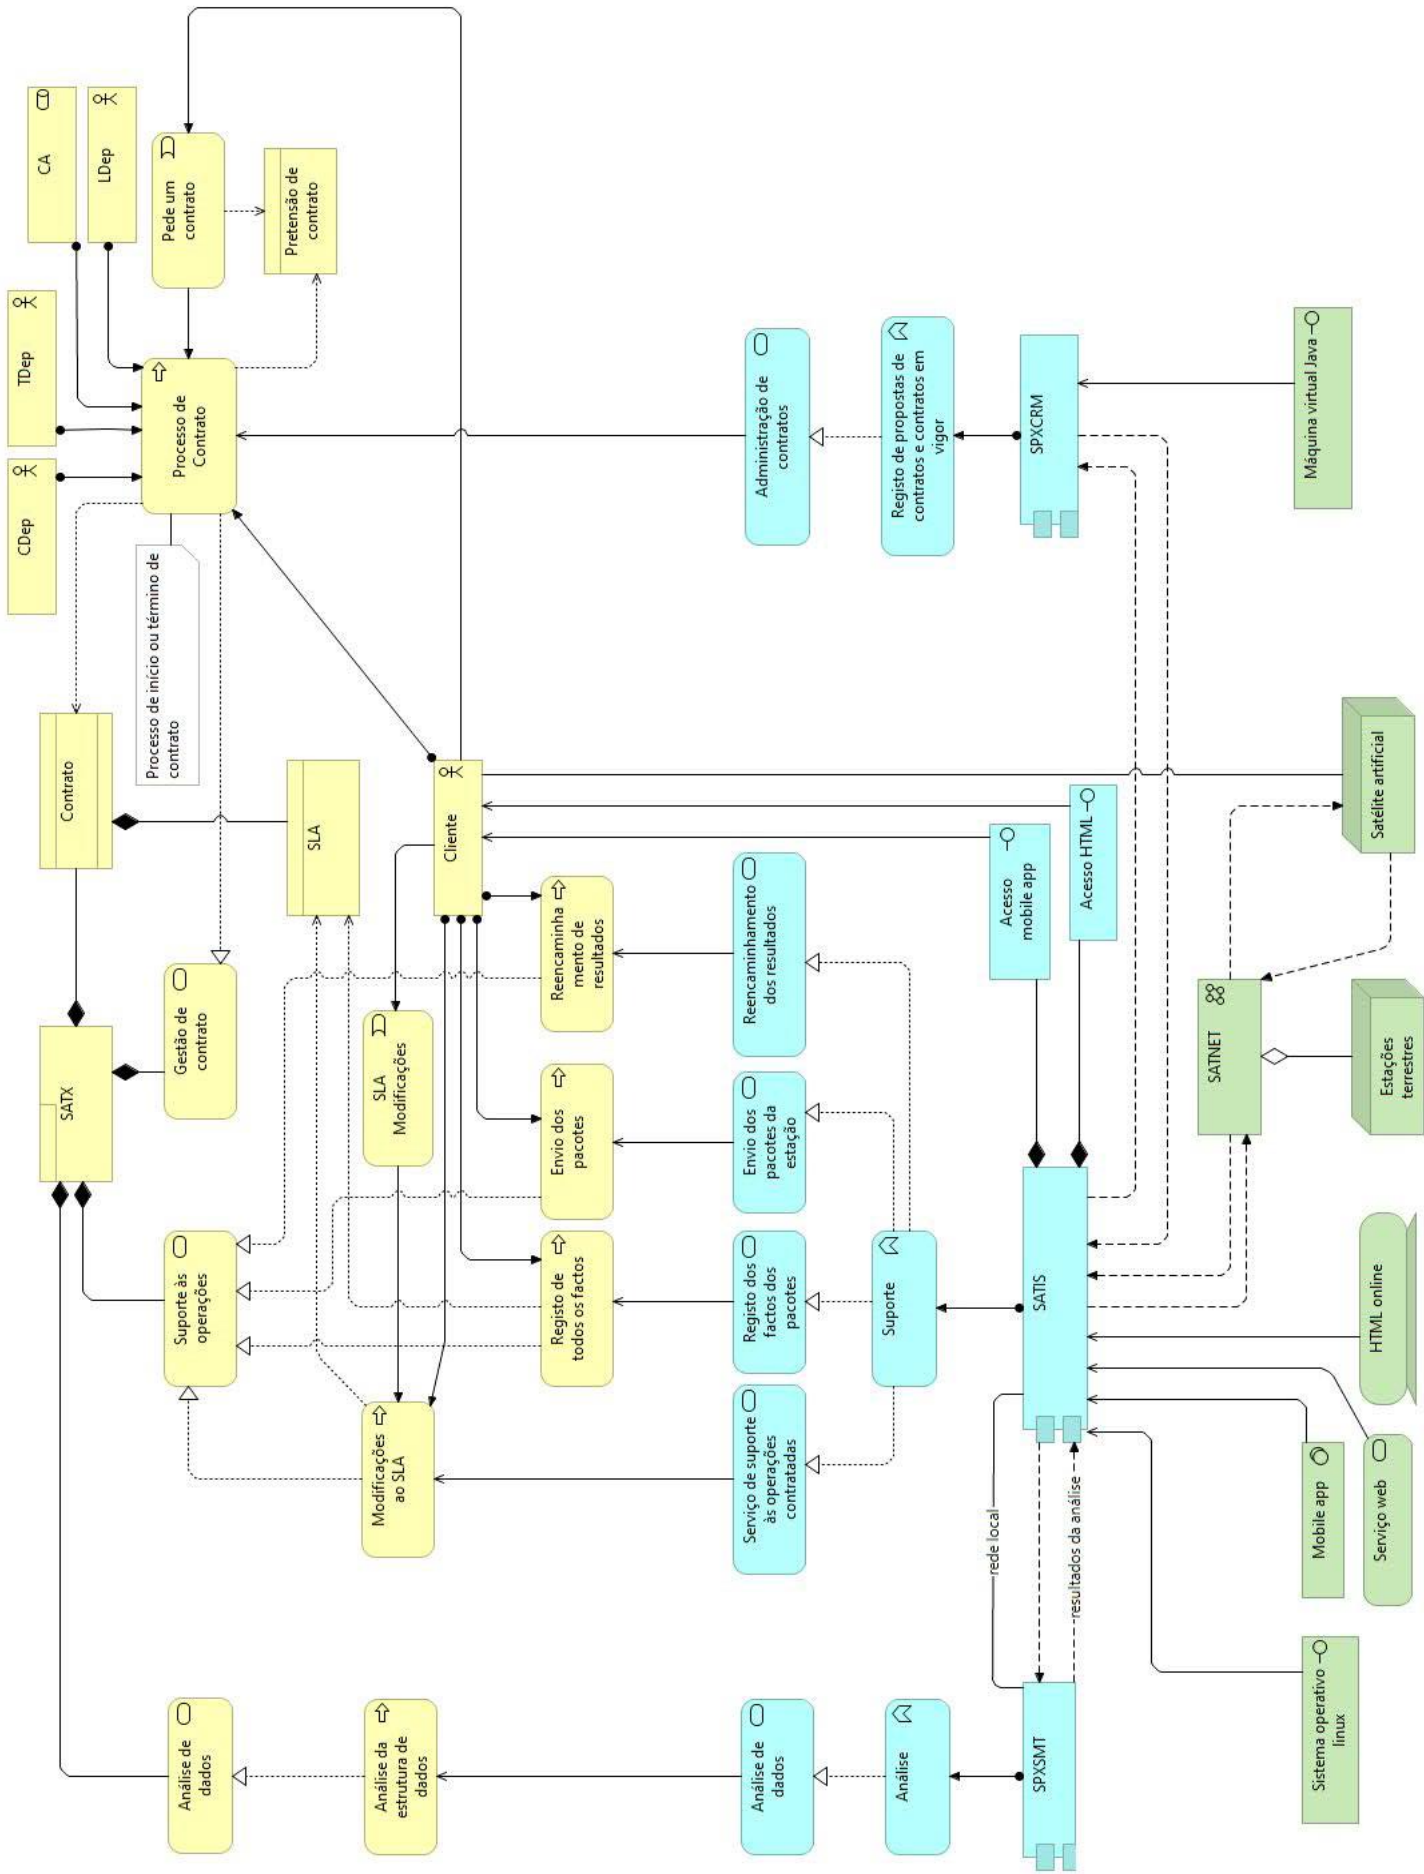 Análise de
dados
Suporte às
operações
SATX
Gestão de
contrato
Contrato
SLA
Processo de início ou término de
contrato
CDep
TDep
CA
LDep
Processo de
Contrato
Pede um
contrato
Pretensão de
contrato
Análise da
estrutura de
dados
Modificações
ao SLA
SLA
Modificações
Cliente
Registo de
todos os factos
Envio dos
pacotes
Reencaminha
mento de
resultados
Análise de
dados
Serviço de suporte
às operações
contratadas
Registo dos
factos dos
pacotes
Envio dos
pacotes da
estação
Reencaminhamento
dos resultados
Administração de
contratos
Análise
Suporte
Registo de propostas de
contratos e contratos em
vigor
Acesso
mobile app
Acesso HTML
SPXSMT
rede local
resultados da análise
SATIS
SPXCRM
SATNET
Sistema operativo
linux
Mobile app
Serviço web
HTML online
Estações
terrestres
Satélite artificial
Máquina virtual Java